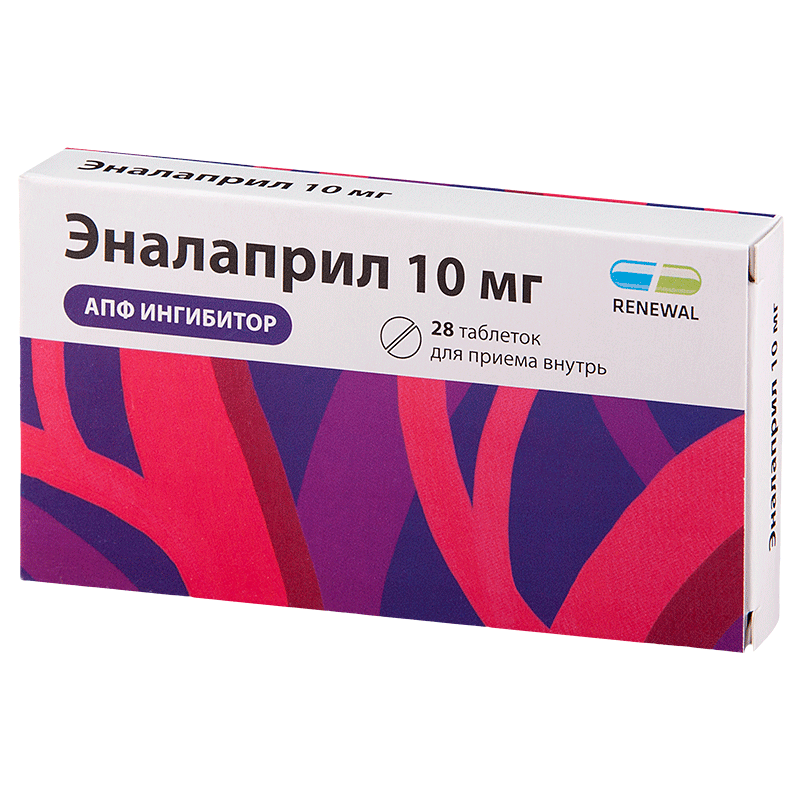 Эналаприл 10 мг
Эналаприл 10 мг
АПФ ИНГИБИТОР
28 таблеток
для приема внутрь
RENEWAL
Эналаприл 10 мг